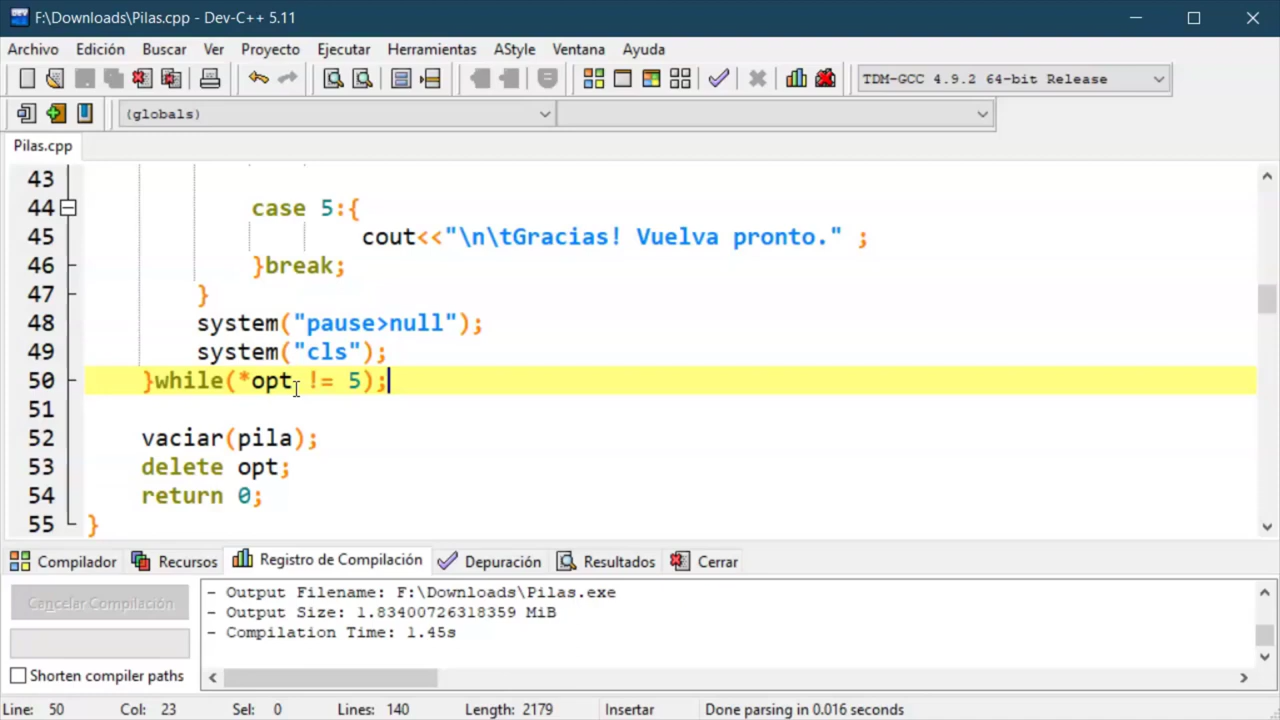 F:\Downloads\Pilas.cpp - Dev-C++ 5.11
Archivo Edición Buscar Ver Proyecto Ejecutar Herramientas AStyle Ventana Ayuda
TDM-GCC 4.9.2 64-bit Release
(globals)
Pilas.cpp
43
44 case 5:{
45 cout<<"\n\tGracias! Vuelva pronto." ;
46 }break;
47 }
48 system("pause>null");
49 system("cls");
50 }while(*opt != 5);
51
52 vaciar(pila);
53 delete opt;
54 return 0;
55 }
Compilador Recursos Registro de Compilación Depuración Resultados Cerrar
Cancelar Compilación
- Output Filename: F:\Downloads\Pilas.exe
- Output Size: 1.83400726318359 MiB
- Compilation Time: 1.45s
Shorten compiler paths
Line: 50 Col: 23 Sel: 0 Lines: 140 Length: 2179 Insertar Done parsing in 0.016 seconds